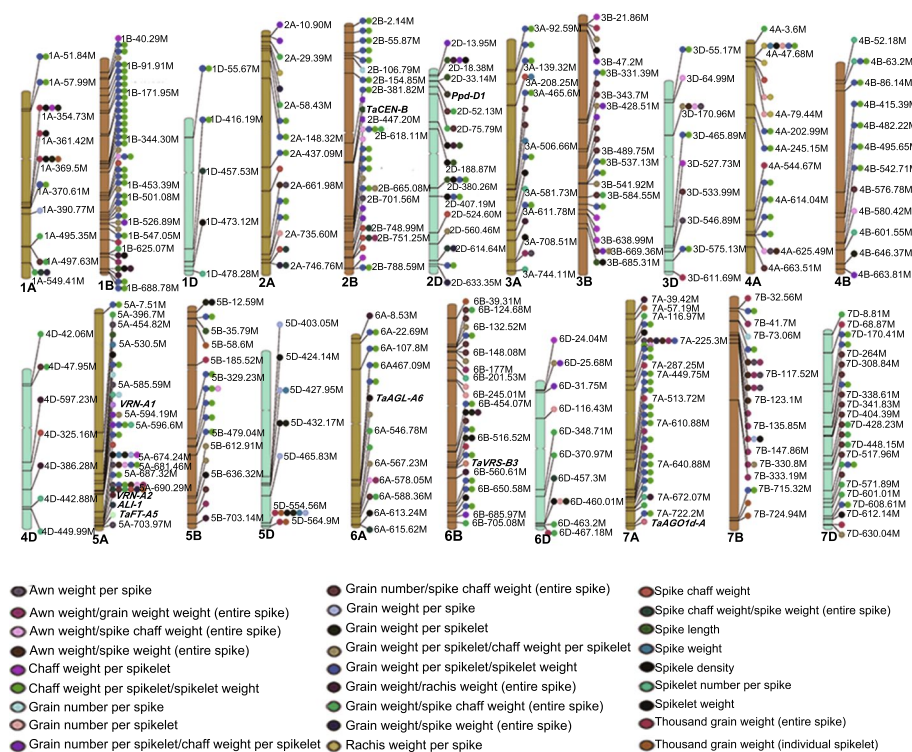 1A-51.84M
1A-57.99M
1A-354.73M
1A-361.42M
1A-369.5M
1A-370.61M
1A-390.77M
1A-495.35M
1A-497.63M
1A-549.41M
1A
1B-40.29M
1B-91.91M
1B-171.95M
1B-344.30M
1B-453.39M
1B-501.08M
1B-526.89M
1B-547.05M
1B-625.07M
1B-688.78M
1B
1D-55.67M
1D-416.19M
1D-457.53M
1D-473.12M
1D-478.28M
1D
2A-10.90M
2A-29.39M
2A-58.43M
2A-148.32M
2A-437.09M
2A-661.98M
2A-735.60M
2A-746.76M
2A
2B-2.14M
2B-55.87M
2B-106.79M
2B-154.85M
2B-381.82M
TaCEN-B
2B-447.20M
2B-618.11M
2B-665.08M
2B-701.56M
2B-748.99M
2B-751.25M
2B-788.59M
2B
2D-13.95M
2D-18.38M
2D-33.14M
Ppd-D1
2D-52.13M
2D-75.79M
2D-188.87M
2D-380.26M
2D-407.19M
2D-524.60M
2D-560.46M
2D-614.64M
2D-633.35M
2D
3A-92.59M
3A-139.32M
3A-208.25M
3A-465.6M
3A-506.66M
3A-581.73M
3A-611.78M
3A-708.51M
3A-744.11M
3A
3B-21.86M
3B-47.2M
3B-331.39M
3B-343.7M
3B-428.51M
3B-489.75M
3B-537.13M
3B-541.92M
3B-584.55M
3B-638.99M
3B-669.36M
3B-685.31M
3B
3D-55.17M
3D-64.99M
3D-170.96M
3D-465.89M
3D-527.73M
3D-533.99M
3D-546.89M
3D-575.13M
3D-611.69M
3D
4A-3.6M
4A-47.68M
4A-79.44M
4A-202.99M
4A-245.15M
4A-544.67M
4A-614.04M
4A-625.49M
4A-663.51M
4A
4B-52.18M
4B-63.2M
4B-86.14M
4B-415.39M
4B-482.22M
4B-495.65M
4B-542.71M
4B-576.78M
4B-580.42M
4B-601.55M
4B-646.37M
4B-663.81M
4B
4D-42.06M
4D-47.95M
4D-597.23M
4D-325.16M
4D-386.28M
4D-442.88M
4D-449.99M
4D
5A-7.51M
5A-396.7M
5A-454.82M
5A-530.5M
5A-585.59M
VRN-A1
5A-594.19M
5A-596.6M
5A-674.24M
5A-681.46M
5A-687.32M
5A-690.29M
VRN-A2
ALI-1
TaFT-A5
5A-703.97M
5A
5B-12.59M
5B-35.79M
5B-58.6M
5B-185.52M
5B-329.23M
5B-479.04M
5B-612.91M
5B-636.32M
5B-703.14M
5B
5D-403.05M
5D-424.14M
5D-427.95M
5D-432.17M
5D-465.83M
5D-554.56M
5D-564.9M
5D
6A-8.53M
6A-22.69M
6A-107.8M
6A467.09M
TaAGL-A6
6A-546.78M
6A-567.23M
6A-578.05M
6A-588.36M
6A-613.24M
6A-615.62M
6A
6B-39.31M
6B-124.68M
6B-132.52M
6B-148.08M
6B-177M
6B-201.53M
6B-245.01M
6B-454.07M
6B-516.52M
TaVRS-B3
6B-560.61M
6B-650.58M
6B-685.97M
6B-705.08M
6B
6D-24.04M
6D-25.68M
6D-31.75M
6D-116.43M
6D-348.71M
6D-370.97M
6D-457.3M
6D-460.01M
6D-463.2M
6D-467.18M
6D
7A-39.42M
7A-57.19M
7A-116.97M
7A-225.3M
7A-287.25M
7A-449.75M
7A-513.72M
7A-610.88M
7A-640.88M
7A-672.07M
7A-722.2M
TaAGO1d-A
7A
7B-32.56M
7B-41.7M
7B-73.06M
7B-117.52M
7B-123.1M
7B-135.85M
7B-147.86M
7B-330.8M
7B-333.19M
7B-715.32M
7B-724.94M
7B
7D-8.81M
7D-68.87M
7D-170.41M
7D-264M
7D-308.84M
7D-338.61M
7D-341.83M
7D-404.39M
7D-428.23M
7D-448.15M
7D-517.96M
7D-571.89M
7D-601.01M
7D-608.61M
7D-612.14M
7D-630.04M
7D
Awn weight per spike
Awn weight/grain weight weight (entire spike)
Awn weight/spike chaff weight (entire spike)
Awn weight/spike weight (entire spike)
Chaff weight per spikelet
Chaff weight per spikelet/spikelet weight
Grain number per spike
Grain number per spikelet
Grain number per spikelet/chaff weight per spikelet
Grain number/spike chaff weight (entire spike)
Grain weight per spike
Grain weight per spikelet
Grain weight per spikelet/chaff weight per spikelet
Grain weight per spikelet/spikelet weight
Grain weight/rachis weight (entire spike)
Grain weight/spike chaff weight (entire spike)
Grain weight/spike weight (entire spike)
Rachis weight per spike
Spike chaff weight
Spike chaff weight/spike weight (entire spike)
Spike length
Spike weight
Spikele density
Spikelet number per spike
Spikelet weight
Thousand grain weight (entire spike)
Thousand grain weight (individual spikelet)